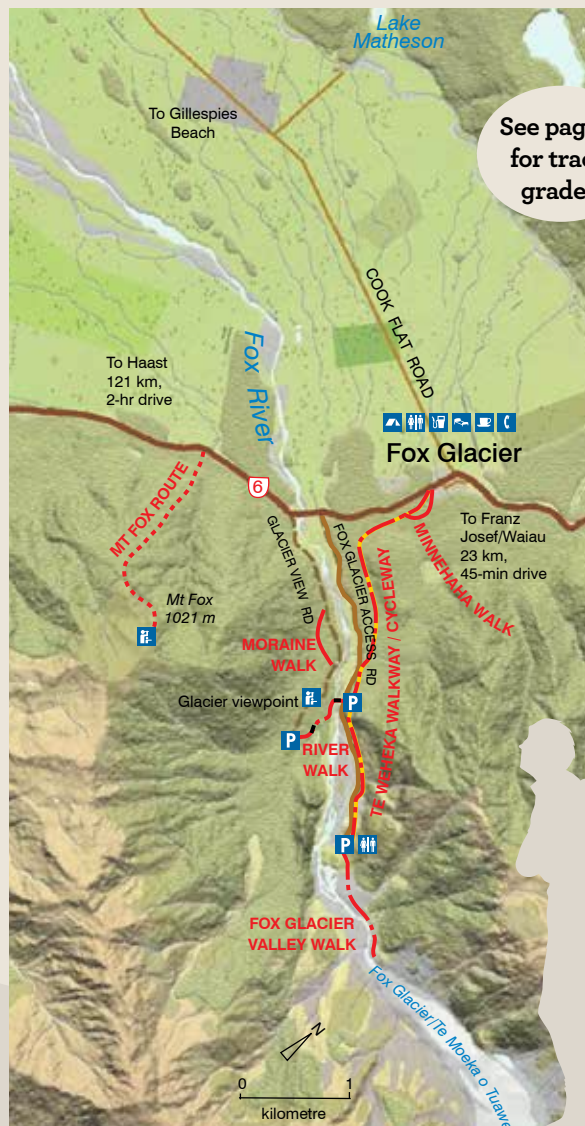 Lake
Matheson
To Gillespies
Beach
See pag
for trac
grade
COOK FLAT ROAD
Fox River
To Haast
121 km,
2-hr drive
Fox Glacier
6
MT FOX ROUTE
GLACIER VIEW RD
FOX GLACIER ACCESS RD
TE WEHEKA WALKWAY / CYCLEWAY
MINNEHAHA WALK
To Franz
Josef/Waiau
23 km,
45-min drive
Mt Fox
1021 m
MORAINE
WALK
Glacier viewpoint
P
P
RIVER
WALK
P
FOX GLACIER
VALLEY WALK
Fox Glacier/Te Moeka o Tuawe
N
0 1
kilometre